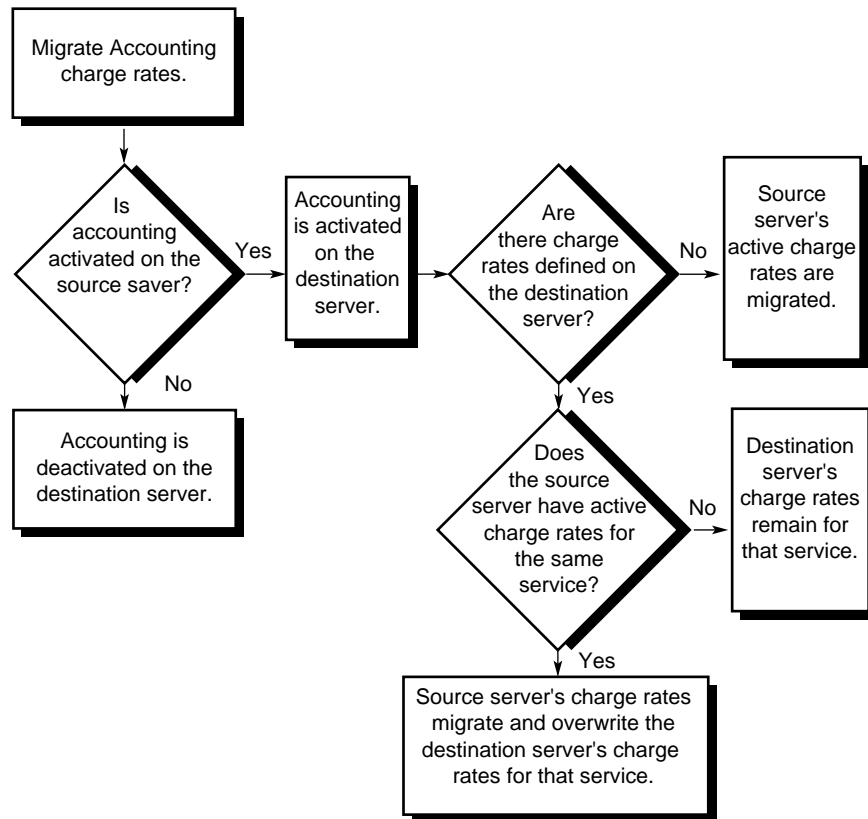 Migrate Accounting
charge rates.
Is
accounting
activated on the
source saver?
Yes
No
Accounting is
deactivated on the
destination server.
Accounting
is activated
on the
destination
server.
Are
there charge
rates defined on
the destination
server?
No
Yes
Source
server's
active charge
rates are
migrated.
Does
the source
server have active
charge rates for
the same
service?
No
Yes
Destination
server's
charge rates
remain for
that service.
Source server's charge rates
migrate and overwrite the
destination server's charge
rates for that service.